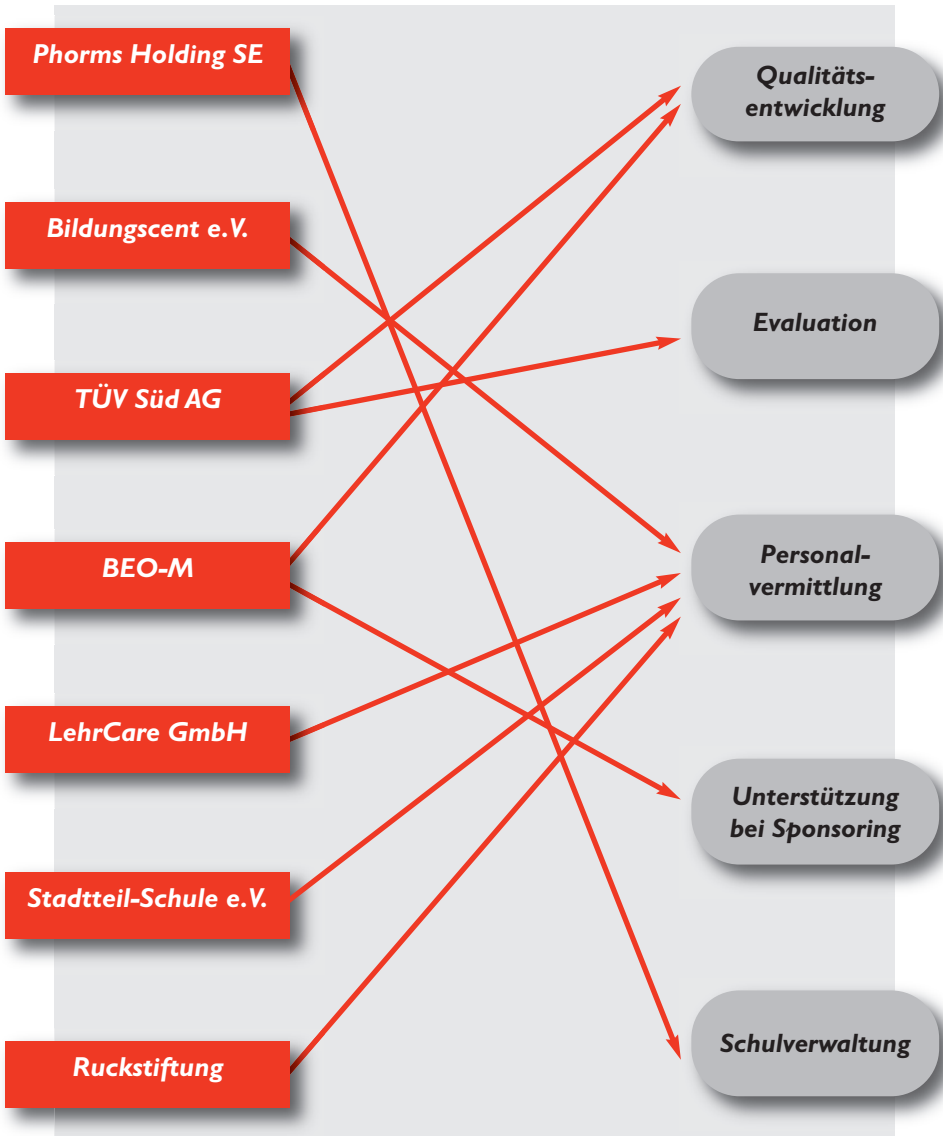 Phorms Holding SE
Bildungscent e.V.
TÜV Süd AG
BEO-M
LehrCare GmbH
Stadtteil-Schule e.V.
Ruckstiftung
Qualitäts-
entwicklung
Evaluation
Personal-
vermittlung
Unterstützung
bei Sponsoring
Schulverwaltung